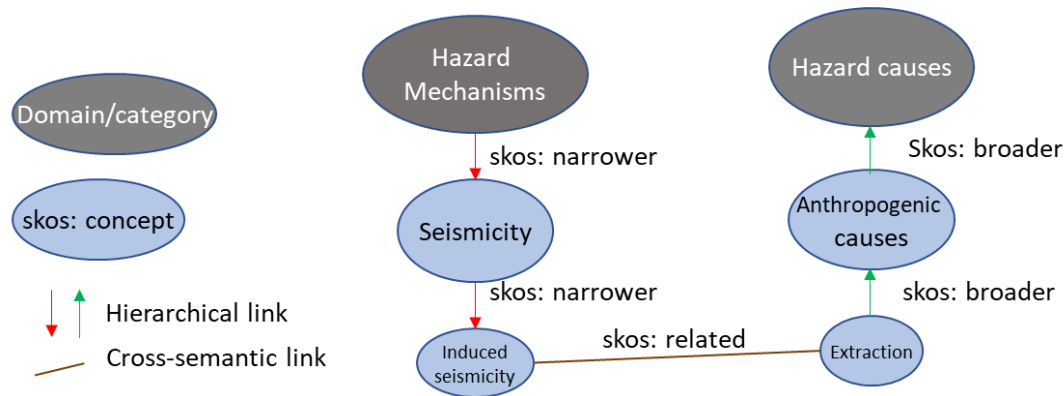 Domain/category
skos: concept
Hierarchical link
Cross-semantic link
Hazard
Mechanisms
skos: narrower
Seismicity
skos: narrower
Induced
seismicity
skos: related
Hazard causes
Skos: broader
Anthropogenic
causes
skos: broader
Extraction